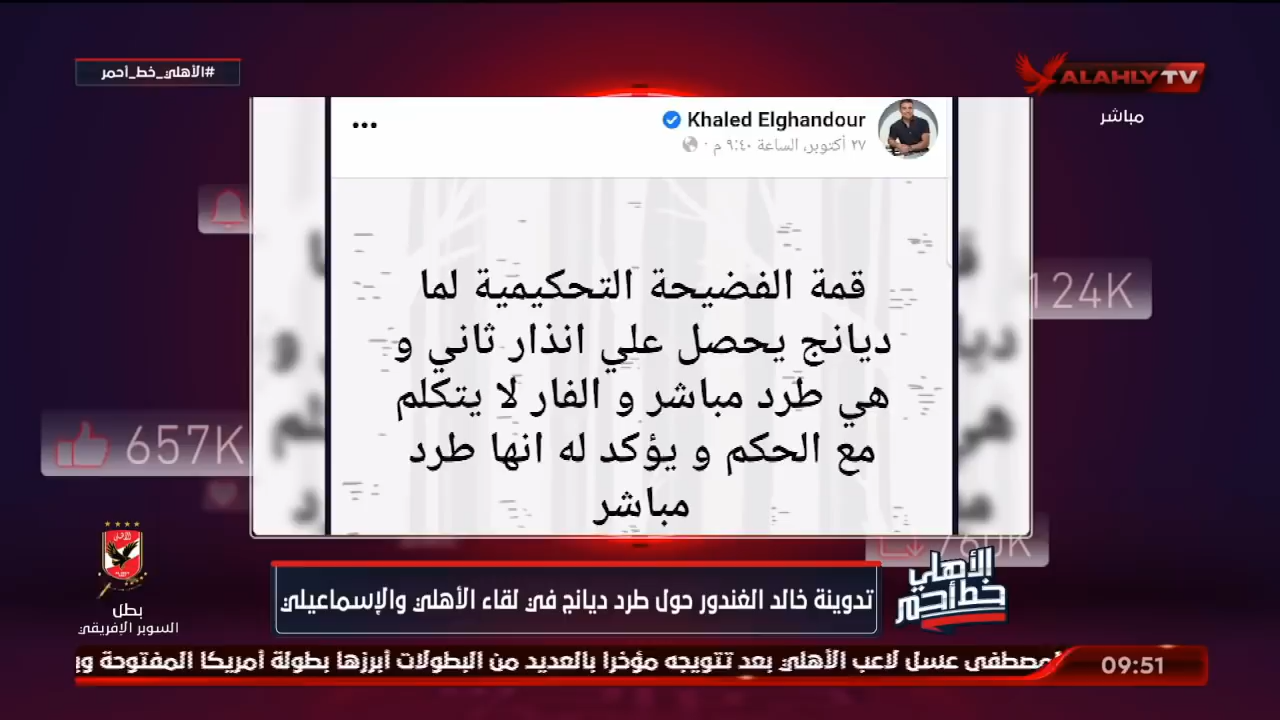 #الأهلي_خط_أحمر
ALAHLY TV
مباشر
Khaled Elghandour
٢٧ أكتوبر، الساعة ٩:٤٠ م
قمة الفضيحة التحكيمية لما
ديانج يحصل علي انذار ثاني و
هي طرد مباشر و الفار لا يتكلم
مع الحكم و يؤكد له انها طرد
مباشر
124K
657K
760K
الأهلي
خط أحمر
تدوينة خالد الغندور حول طرد ديانج في لقاء الأهلي والإسماعيلي
بطل
السوبر الإفريقي
مصطفى عسل لاعب الأهلي بعد تتويجه مؤخرا بالعديد من البطولات أبرزها بطولة أمريكا المفتوحة
09:51